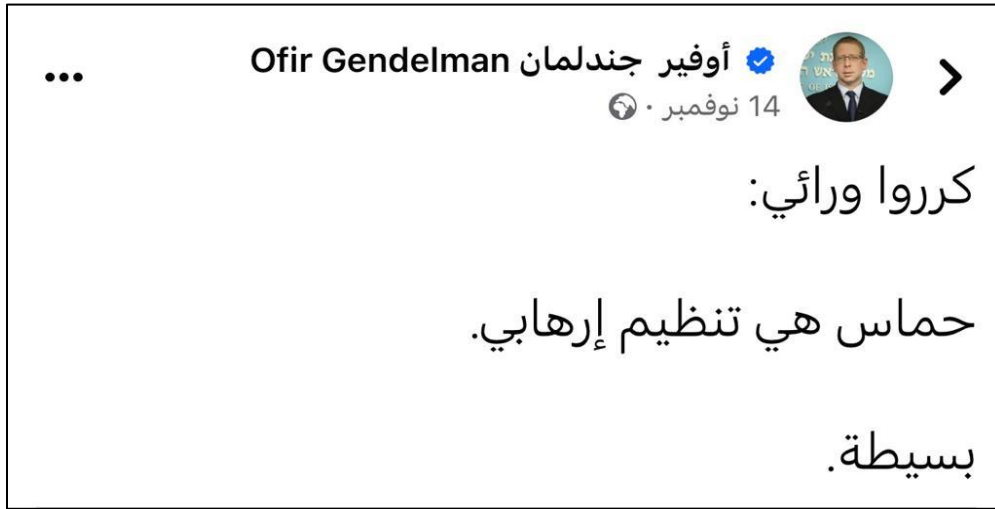 أوفير جندلمان Ofir Gendelman
14 نوفمبر ·
كرروا ورائي:
حماس هي تنظيم إرهابي.
بسيطة.